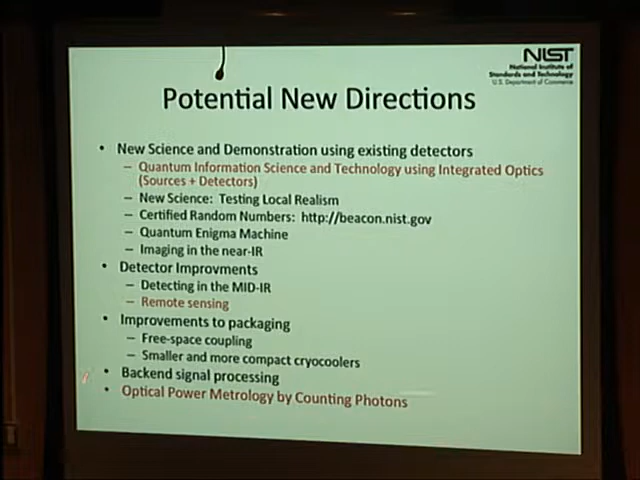 NIST
National Institute of
Standards and Technology
U.S. Department of Commerce
Potential New Directions
• New Science and Demonstration using existing detectors
– Quantum Information Science and Technology using Integrated Optics
(Sources + Detectors)
– New Science: Testing Local Realism
– Certified Random Numbers: http://beacon.nist.gov
– Quantum Enigma Machine
– Imaging in the near-IR
• Detector Improvments
– Detecting in the MID-IR
– Remote sensing
• Improvements to packaging
– Free-space coupling
– Smaller and more compact cryocoolers
• Backend signal processing
• Optical Power Metrology by Counting Photons